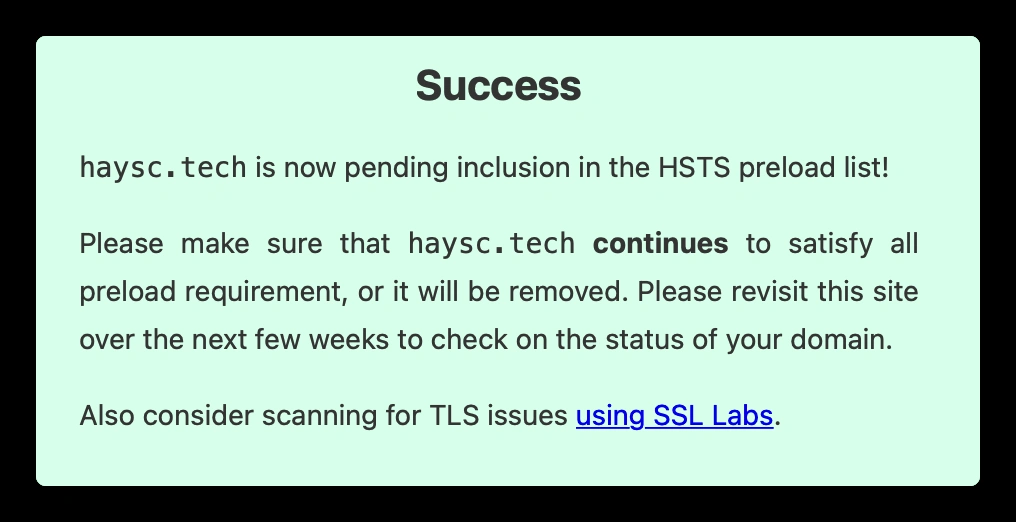 Success
haysc.tech is now pending inclusion in the HSTS preload list!
Please make sure that haysc.tech continues to satisfy all
preload requirement, or it will be removed. Please revisit this site
over the next few weeks to check on the status of your domain.
Also consider scanning for TLS issues using SSL Labs.